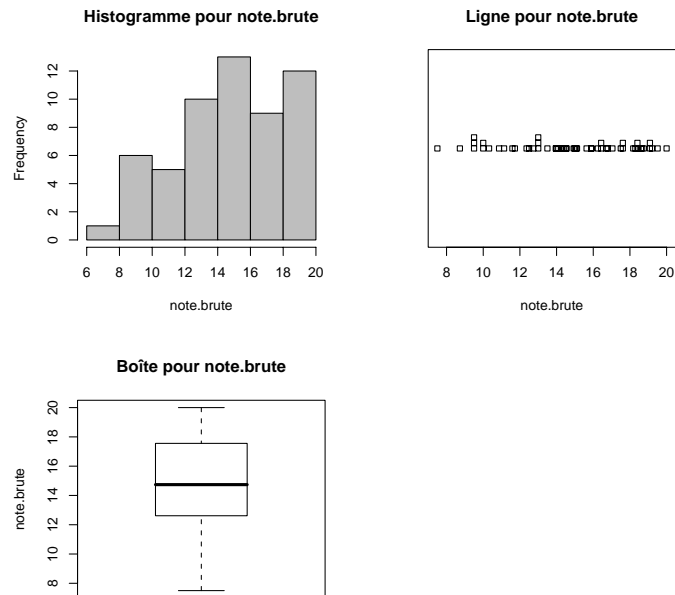 Histogramme pour note.brute
Frequency
0 2 4 6 8 10 12
6 8 10 12 14 16 18 20
note.brute
Ligne pour note.brute
8 10 12 14 16 18 20
note.brute
Boîte pour note.brute
note.brute
8 10 12 14 16 18 20